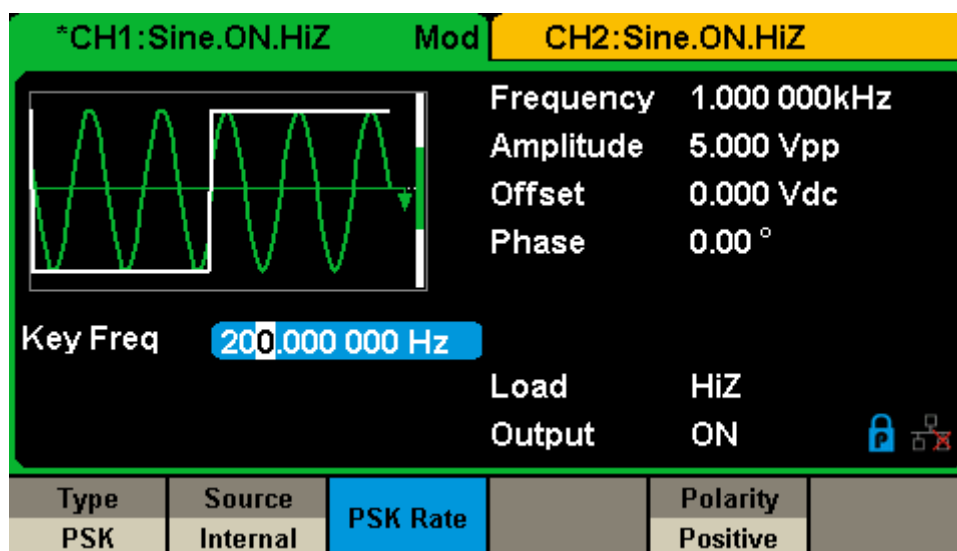 *CH1:Sine.ON.HiZ Mod CH2:Sine.ON.HiZ
Frequency 1.000 000kHz
Amplitude 5.000 Vpp
Offset 0.000 Vdc
Phase 0.00 °
Key Freq 200.000 000 Hz
Load HiZ
Output ON P
Type Source PSK Rate Polarity
PSK Internal Positive